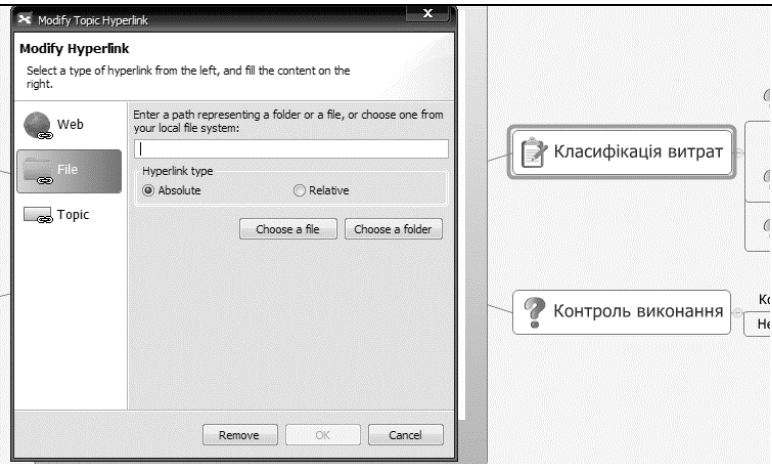 Modify Topic Hyperlink
Modify Hyperlink
Select a type of hyperlink from the left, and fill the content on the
right.
Web
File
Topic
Enter a path representing a folder or a file, or choose one from
your local file system:
Hyperlink type
Absolute
Relative
Choose a file
Choose a folder
Remove
OK
Cancel
Класифікація витрат
Контроль виконання